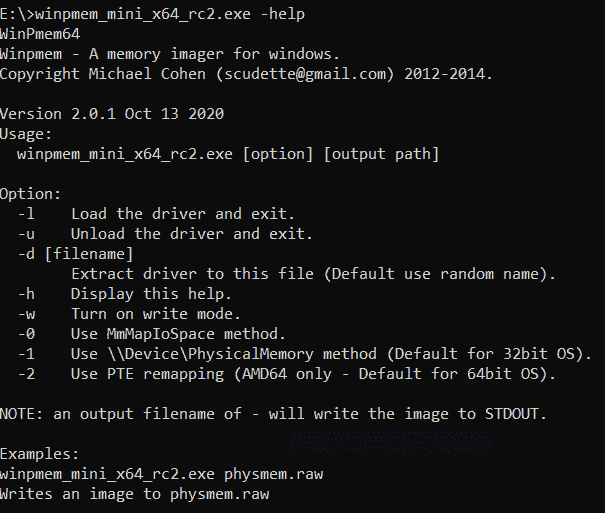 E:\>winpmem_mini_x64_rc2.exe -help
WinPmem64
Winpmem - A memory imager for windows.
Copyright Michael Cohen (scudette@gmail.com) 2012-2014.
Version 2.0.1 Oct 13 2020
Usage:
  winpmem_mini_x64_rc2.exe [option] [output path]
Option:
  -l    Load the driver and exit.
  -u    Unload the driver and exit.
  -d [filename]
        Extract driver to this file (Default use random name).
  -h    Display this help.
  -w    Turn on write mode.
  -0    Use MmMapIoSpace method.
  -1    Use \\Device\PhysicalMemory method (Default for 32bit OS).
  -2    Use PTE remapping (AMD64 only - Default for 64bit OS).
NOTE: an output filename of - will write the image to STDOUT.
Examples:
winpmem_mini_x64_rc2.exe physmem.raw
Writes an image to physmem.raw